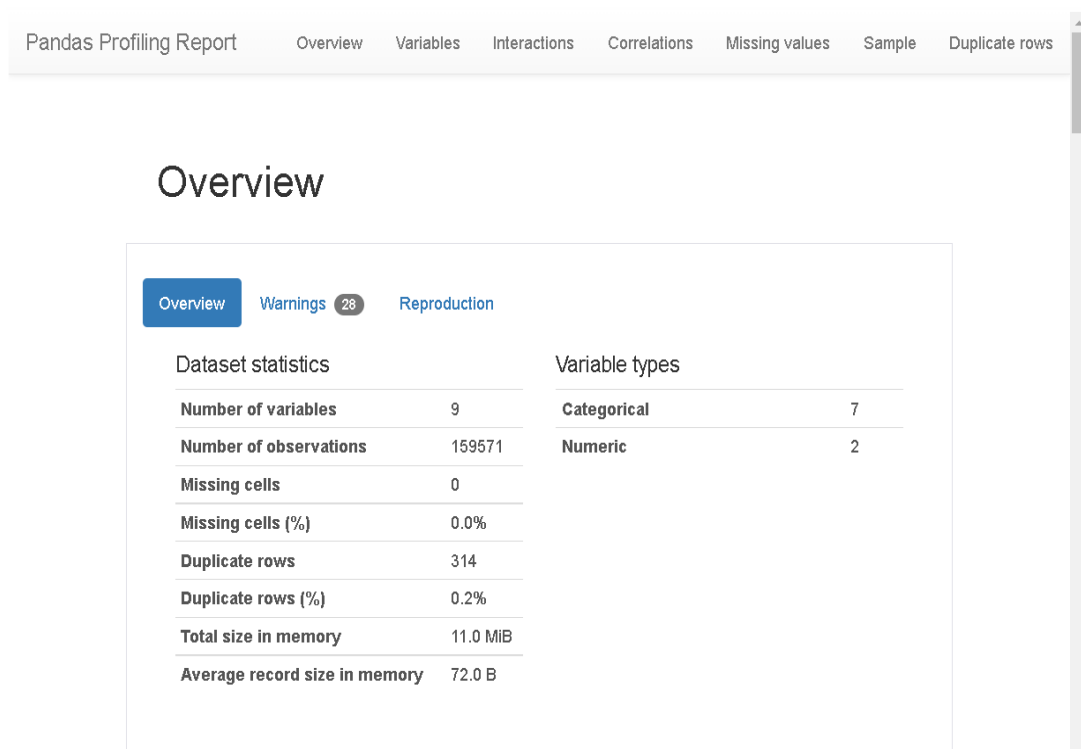 Pandas Profiling Report Overview Variables Interactions Correlations Missing values Sample Duplicate rows
Overview
Overview Warnings 28 Reproduction
Dataset statistics
Number of variables 9
Number of observations 159571
Missing cells 0
Missing cells (%) 0.0%
Duplicate rows 314
Duplicate rows (%) 0.2%
Total size in memory 11.0 MiB
Average record size in memory 72.0 B
Variable types
Categorical 7
Numeric 2